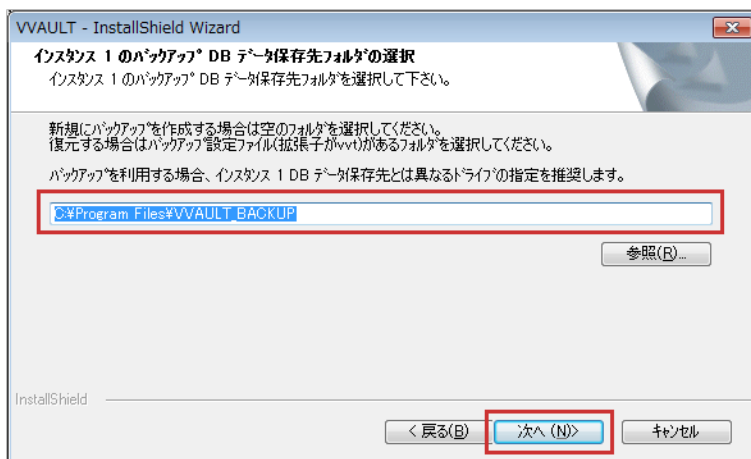 VVAULT - InstallShield Wizard
インスタンス 1 のバックアップ DB データ保存先フォルダの選択
インスタンス 1 のバックアップ DB データ保存先フォルダを選択して下さい。
新規にバックアップを作成する場合は空のフォルダを選択してください。
復元する場合はバックアップ設定ファイル(拡張子がvvt)があるフォルダを選択してください。
バックアップを利用する場合、インスタンス 1 DB データ保存先とは異なるドライブの指定を推奨します。
C:¥Program Files¥VVAULT_BACKUP
参照(R)...
InstallShield
< 戻る(B)
次へ (N)>
キャンセル